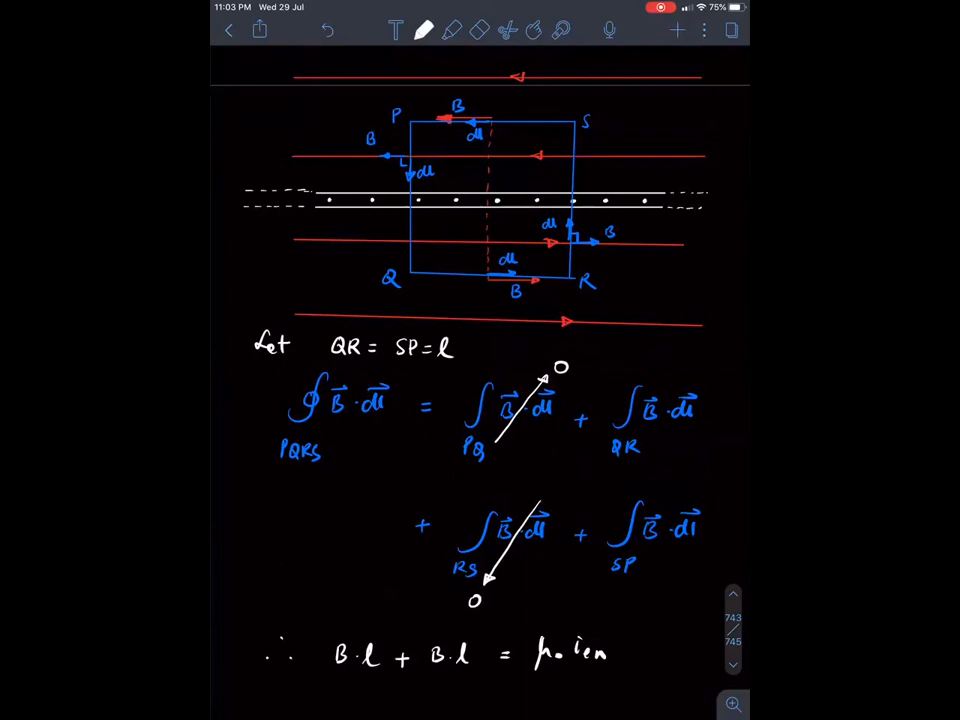 11:03 PM Wed 29 Jul 75%
T
P B dl S
B
L dl
dl B
Q dl R
B
Let QR = SP = l
∮ B⃗ · dl⃗ = ∫ B⃗ · dl⃗ + ∫ B⃗ · dl⃗
0
PQRS PQ QR
+ ∫ B⃗ · dl⃗ + ∫ B⃗ · dl⃗
RS SP
0
743
/
745
∴ B·l + B·l = μ₀ i en